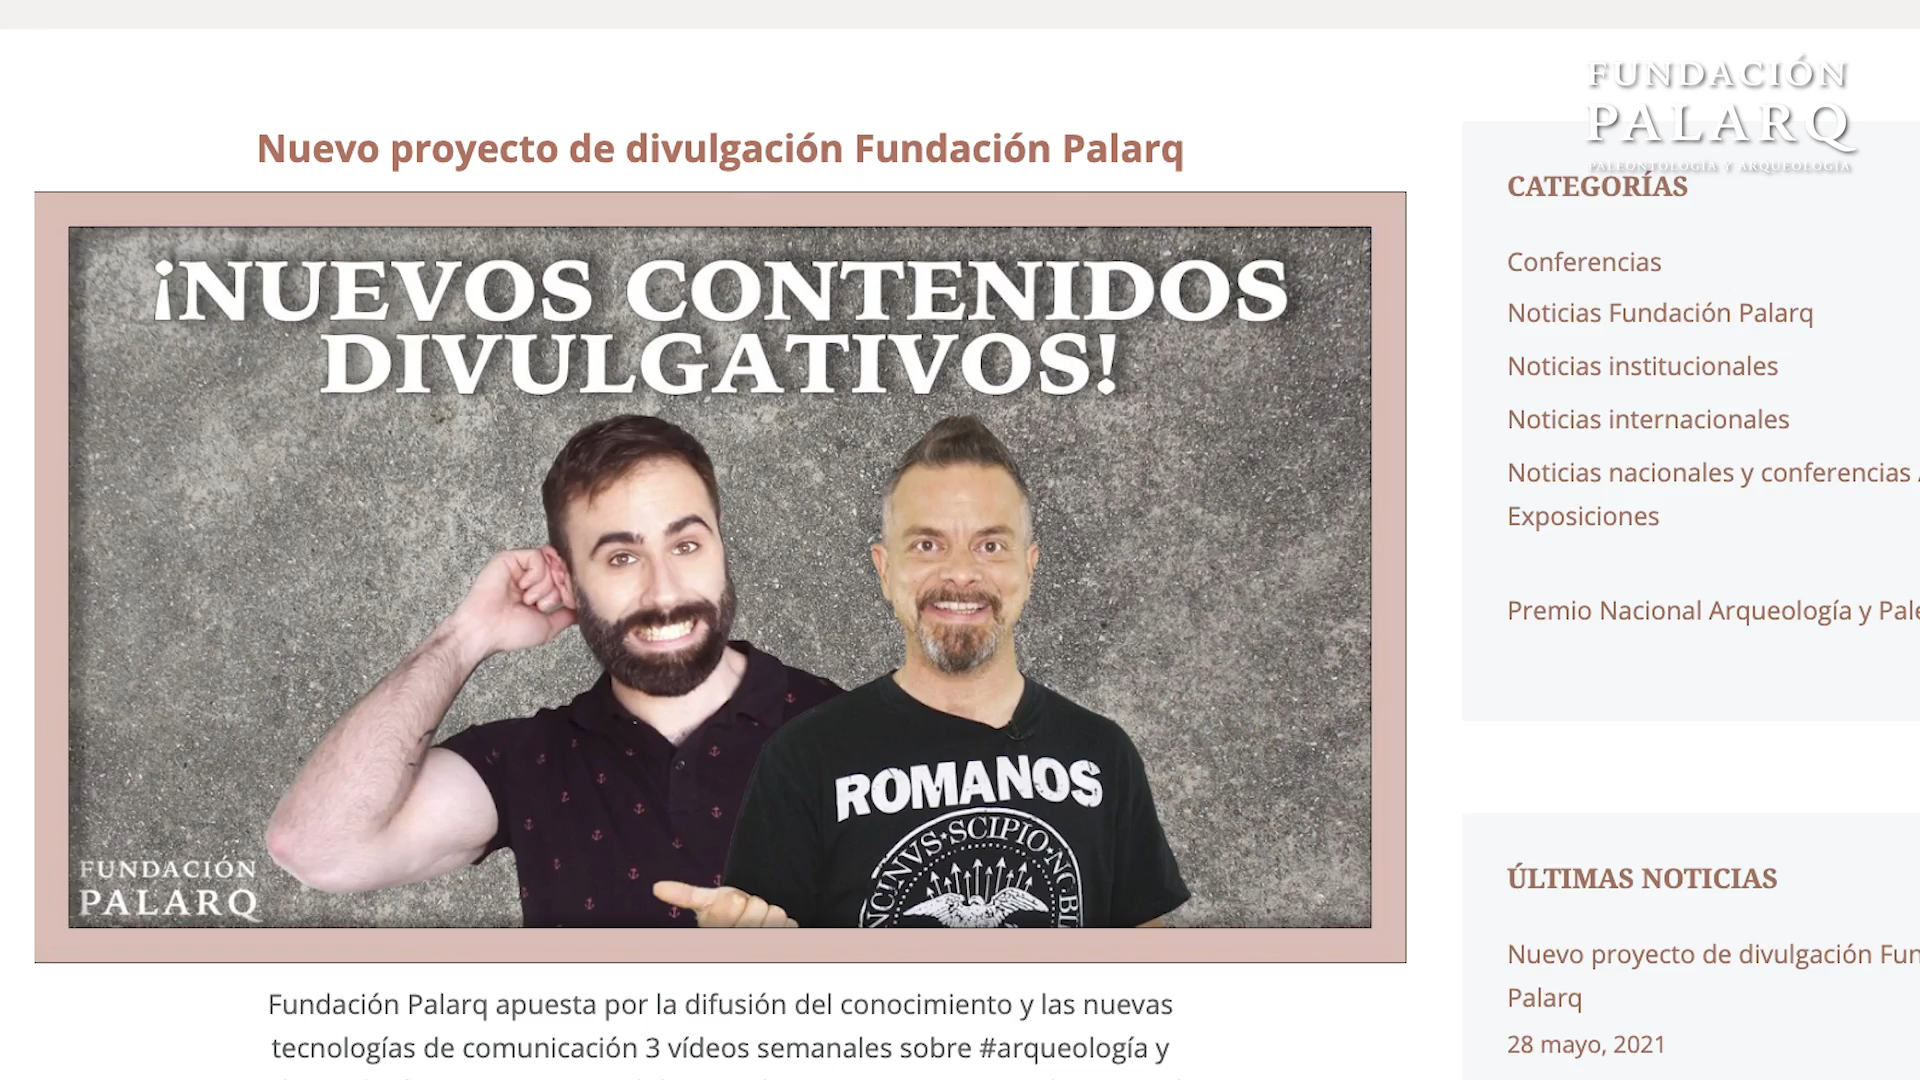 FUNDACIÓN
PALARQ
PALEONTOLOGÍA Y ARQUEOLOGÍA
Nuevo proyecto de divulgación Fundación Palarq
¡NUEVOS CONTENIDOS
DIVULGATIVOS!
ROMANOS
SCIPIO
FUNDACIÓN
PALARQ
Fundación Palarq apuesta por la difusión del conocimiento y las nuevas
tecnologías de comunicación 3 vídeos semanales sobre #arqueología y
CATEGORÍAS
Conferencias
Noticias Fundación Palarq
Noticias institucionales
Noticias internacionales
Noticias nacionales y conferencias
Exposiciones
Premio Nacional Arqueología y Pale
ÚLTIMAS NOTICIAS
Nuevo proyecto de divulgación Fun
Palarq
28 mayo, 2021